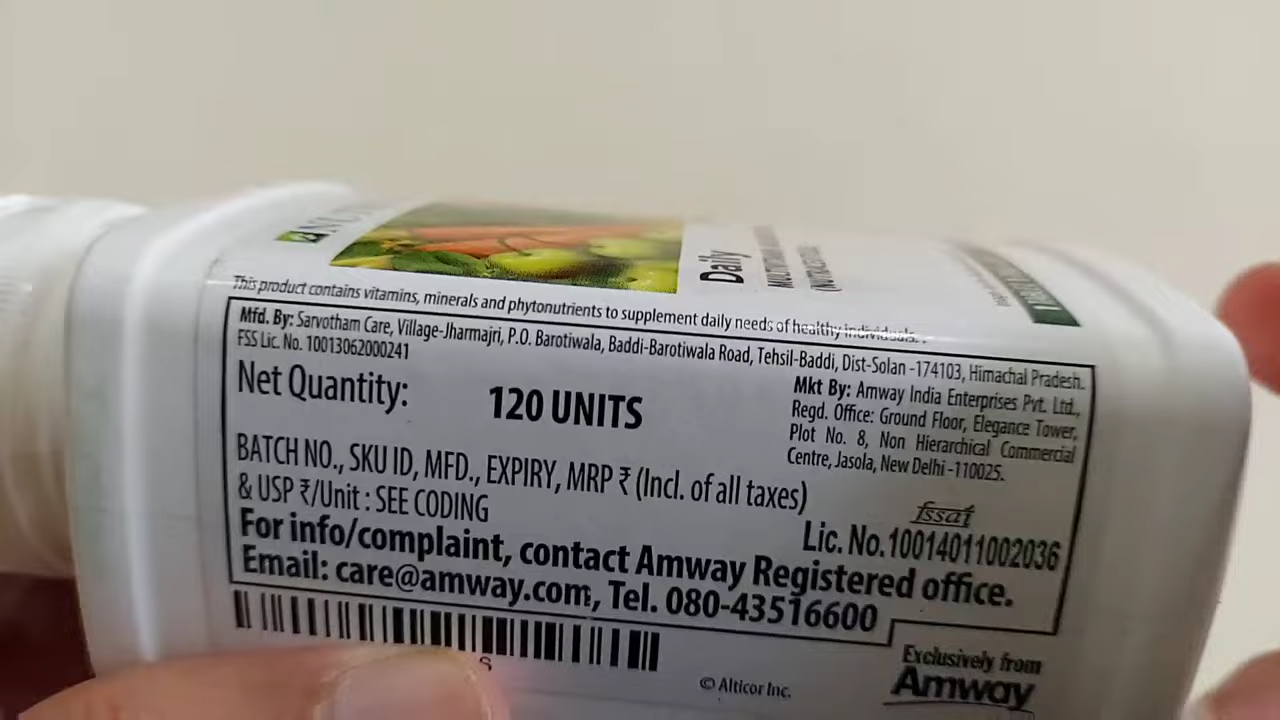 Daily
This product contains vitamins, minerals and phytonutrients to supplement daily needs of healthy individuals.
Mfd. By: Sarvotham Care, Village-Jharmajri, P.O. Barotiwala, Baddi-Barotiwala Road, Tehsil-Baddi, Dist-Solan -174103, Himachal Pradesh.
FSS Lic. No. 10013062000241
Net Quantity: 120 UNITS
Mkt By: Amway India Enterprises Pvt. Ltd.,
Regd. Office: Ground Floor, Elegance Tower,
Plot No. 8, Non Hierarchical Commercial
Centre, Jasola, New Delhi -110025.
BATCH NO., SKU ID, MFD., EXPIRY, MRP ₹ (Incl. of all taxes)
& USP ₹/Unit : SEE CODING
fssai
Lic. No. 10014011002036
For info/complaint, contact Amway Registered office.
Email: care@amway.com, Tel. 080-43516600
© Alticor Inc.
Exclusively from
Amway